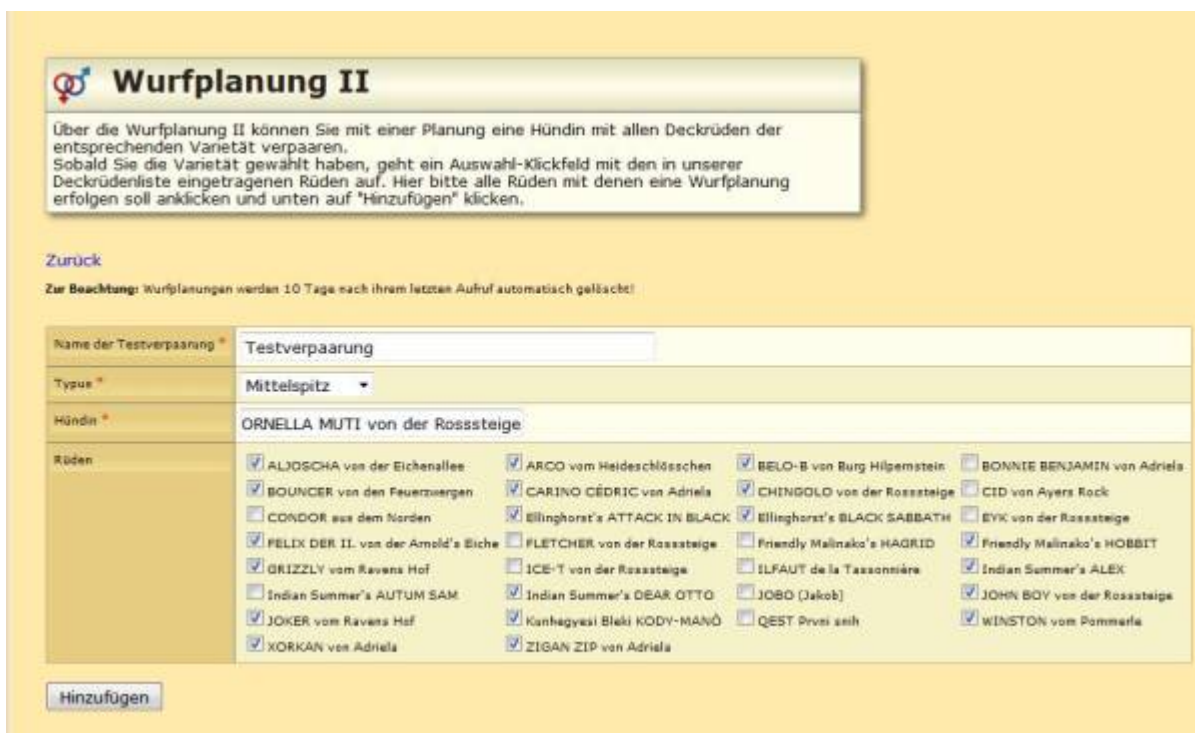 Wurfplanung II
Über die Wurfplanung II können Sie mit einer Planung eine Hündin mit allen Deckrüden der
entsprechenden Varietät verpaaren.
Sobald Sie die Varietät gewählt haben, geht ein Auswahl-Klickfeld mit den in unserer
Deckrüdenliste eingetragenen Rüden auf. Hier bitte alle Rüden mit denen eine Wurfplanung
erfolgen soll anklicken und unten auf "Hinzufügen" klicken.
Zurück
Zur Beachtung: Wurfplanungen werden 10 Tage nach ihrem letzten Aufruf automatisch gelöscht!
Name der Testverpaarung * Testverpaarung
Typus * Mittelspitz
Hündin * ORNELLA MUTI von der Rosssteige
Rüden
ALJOSCHA von der Eichenallee ARCO vom Heideschlösschen BELO-B von Burg Hilpernstein BONNIE BENJAMIN von Adriela
BOUNCER von den Feuerzwergen CARINO CÉDRIC von Adriela CHINGOLO von der Rosssteige CID von Ayers Rock
CONDOR aus dem Norden Ellinghorst's ATTACK IN BLACK Ellinghorst's BLACK SABBATH EYK von der Rosssteige
FELIX DER II. von der Arnold's Eiche FLETCHER von der Rosssteige Friendly Malinako's HAGRID Friendly Malinako's HOBBIT
GRIZZLY vom Ravens Hof ICE-T von der Rosssteige ILFAUT de la Tassonnière Indian Summer's ALEX
Indian Summer's AUTUM SAM Indian Summer's DEAR OTTO JOBO (Jakob) JOHN BOY von der Rosssteige
JOKER vom Ravens Hof Kunhegyesi Bleki KODY-MANÒ QEST Prvni snih WINSTON vom Pommerle
XORKAN von Adriela ZIGAN ZIP von Adriela
Hinzufügen